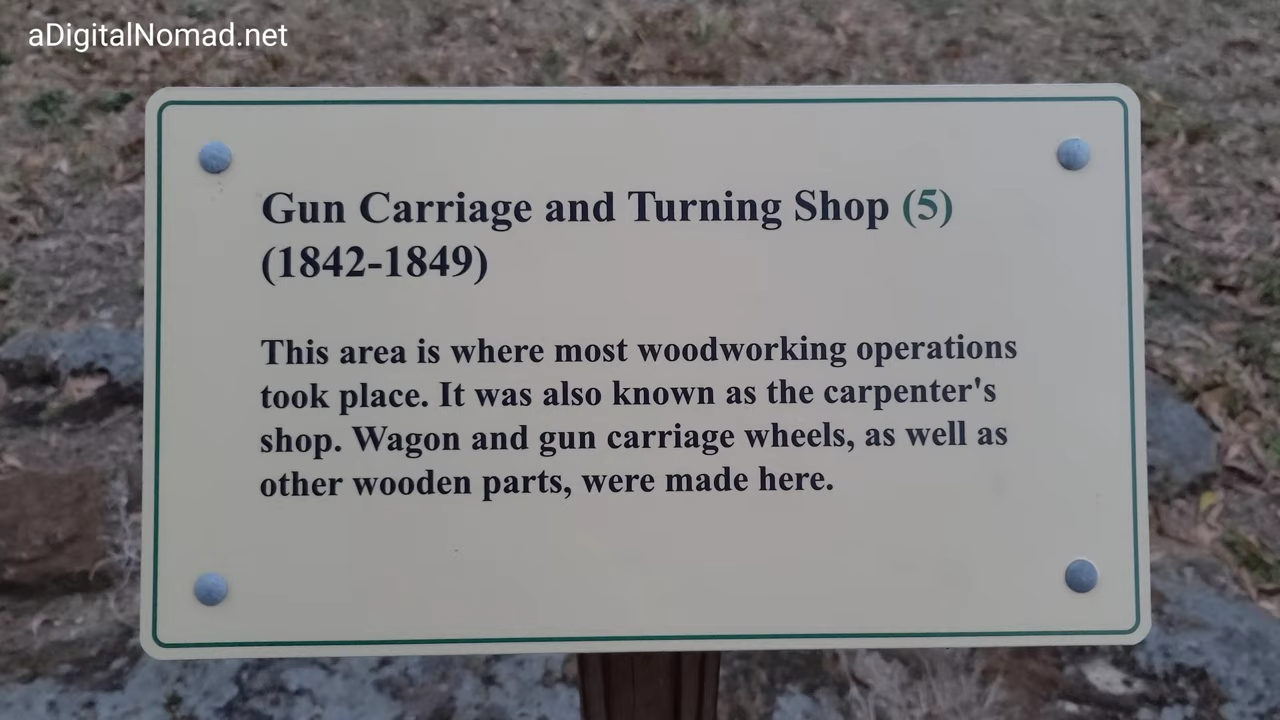 aDigitalNomad.net
Gun Carriage and Turning Shop (5)
(1842-1849)
This area is where most woodworking operations
took place. It was also known as the carpenter's
shop. Wagon and gun carriage wheels, as well as
other wooden parts, were made here.